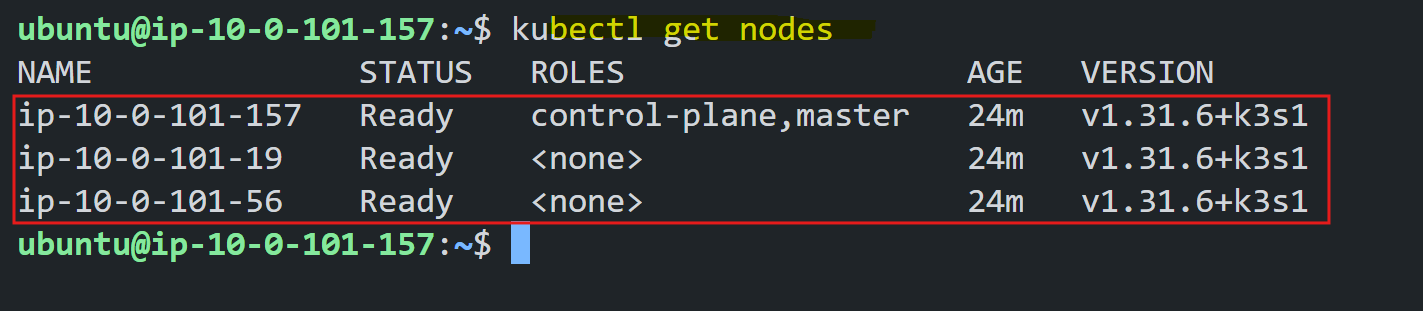 ubuntu@ip-10-0-101-157:~$ kubectl get nodes
NAME STATUS ROLES AGE VERSION
ip-10-0-101-157 Ready control-plane,master 24m v1.31.6+k3s1
ip-10-0-101-19 Ready <none> 24m v1.31.6+k3s1
ip-10-0-101-56 Ready <none> 24m v1.31.6+k3s1
ubuntu@ip-10-0-101-157:~$